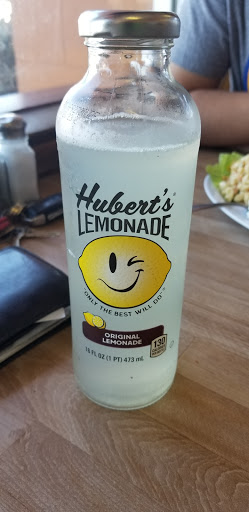 Hubert's
LEMONADE
"ONLY THE BEST WILL DO."
ORIGINAL
LEMONADE
16 FL OZ (1 PT) 473 mL
130